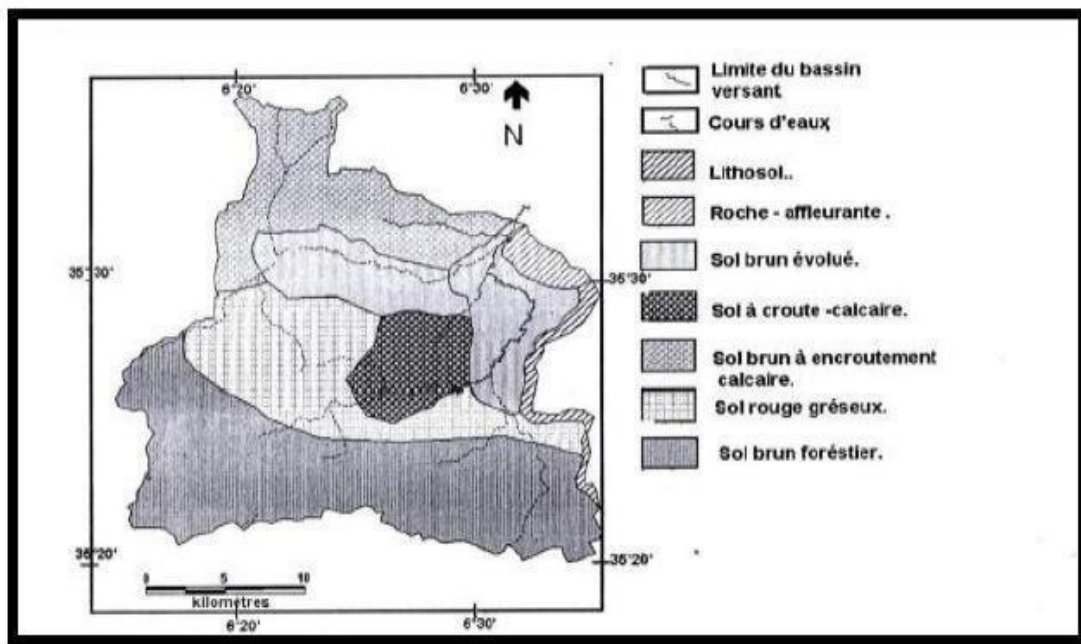 6°20'
6°30'
N
35°30'
35°30'
35°20'
35°20'
0 5 10
kilométres
6°20'
6°30'
Limite du bassin
versant
Cours d'eaux
Lithosol..
Roche - affleurante .
Sol brun évolué.
Sol à croute -calcaire.
Sol brun à encroutement
calcaire.
Sol rouge gréseux.
Sol brun foréstier.